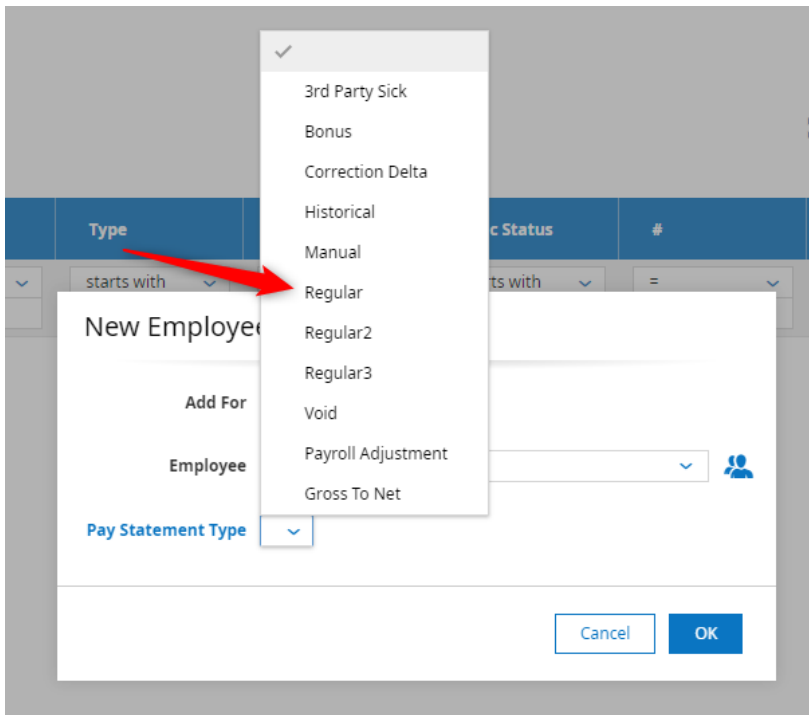 3rd Party Sick
Bonus
Correction Delta
Historical
Manual
Regular
Regular2
Regular3
Void
Payroll Adjustment
Gross To Net
Type
c Status
#
starts with
ts with
=
New Employee
Add For
Employee
Pay Statement Type
Cancel
OK